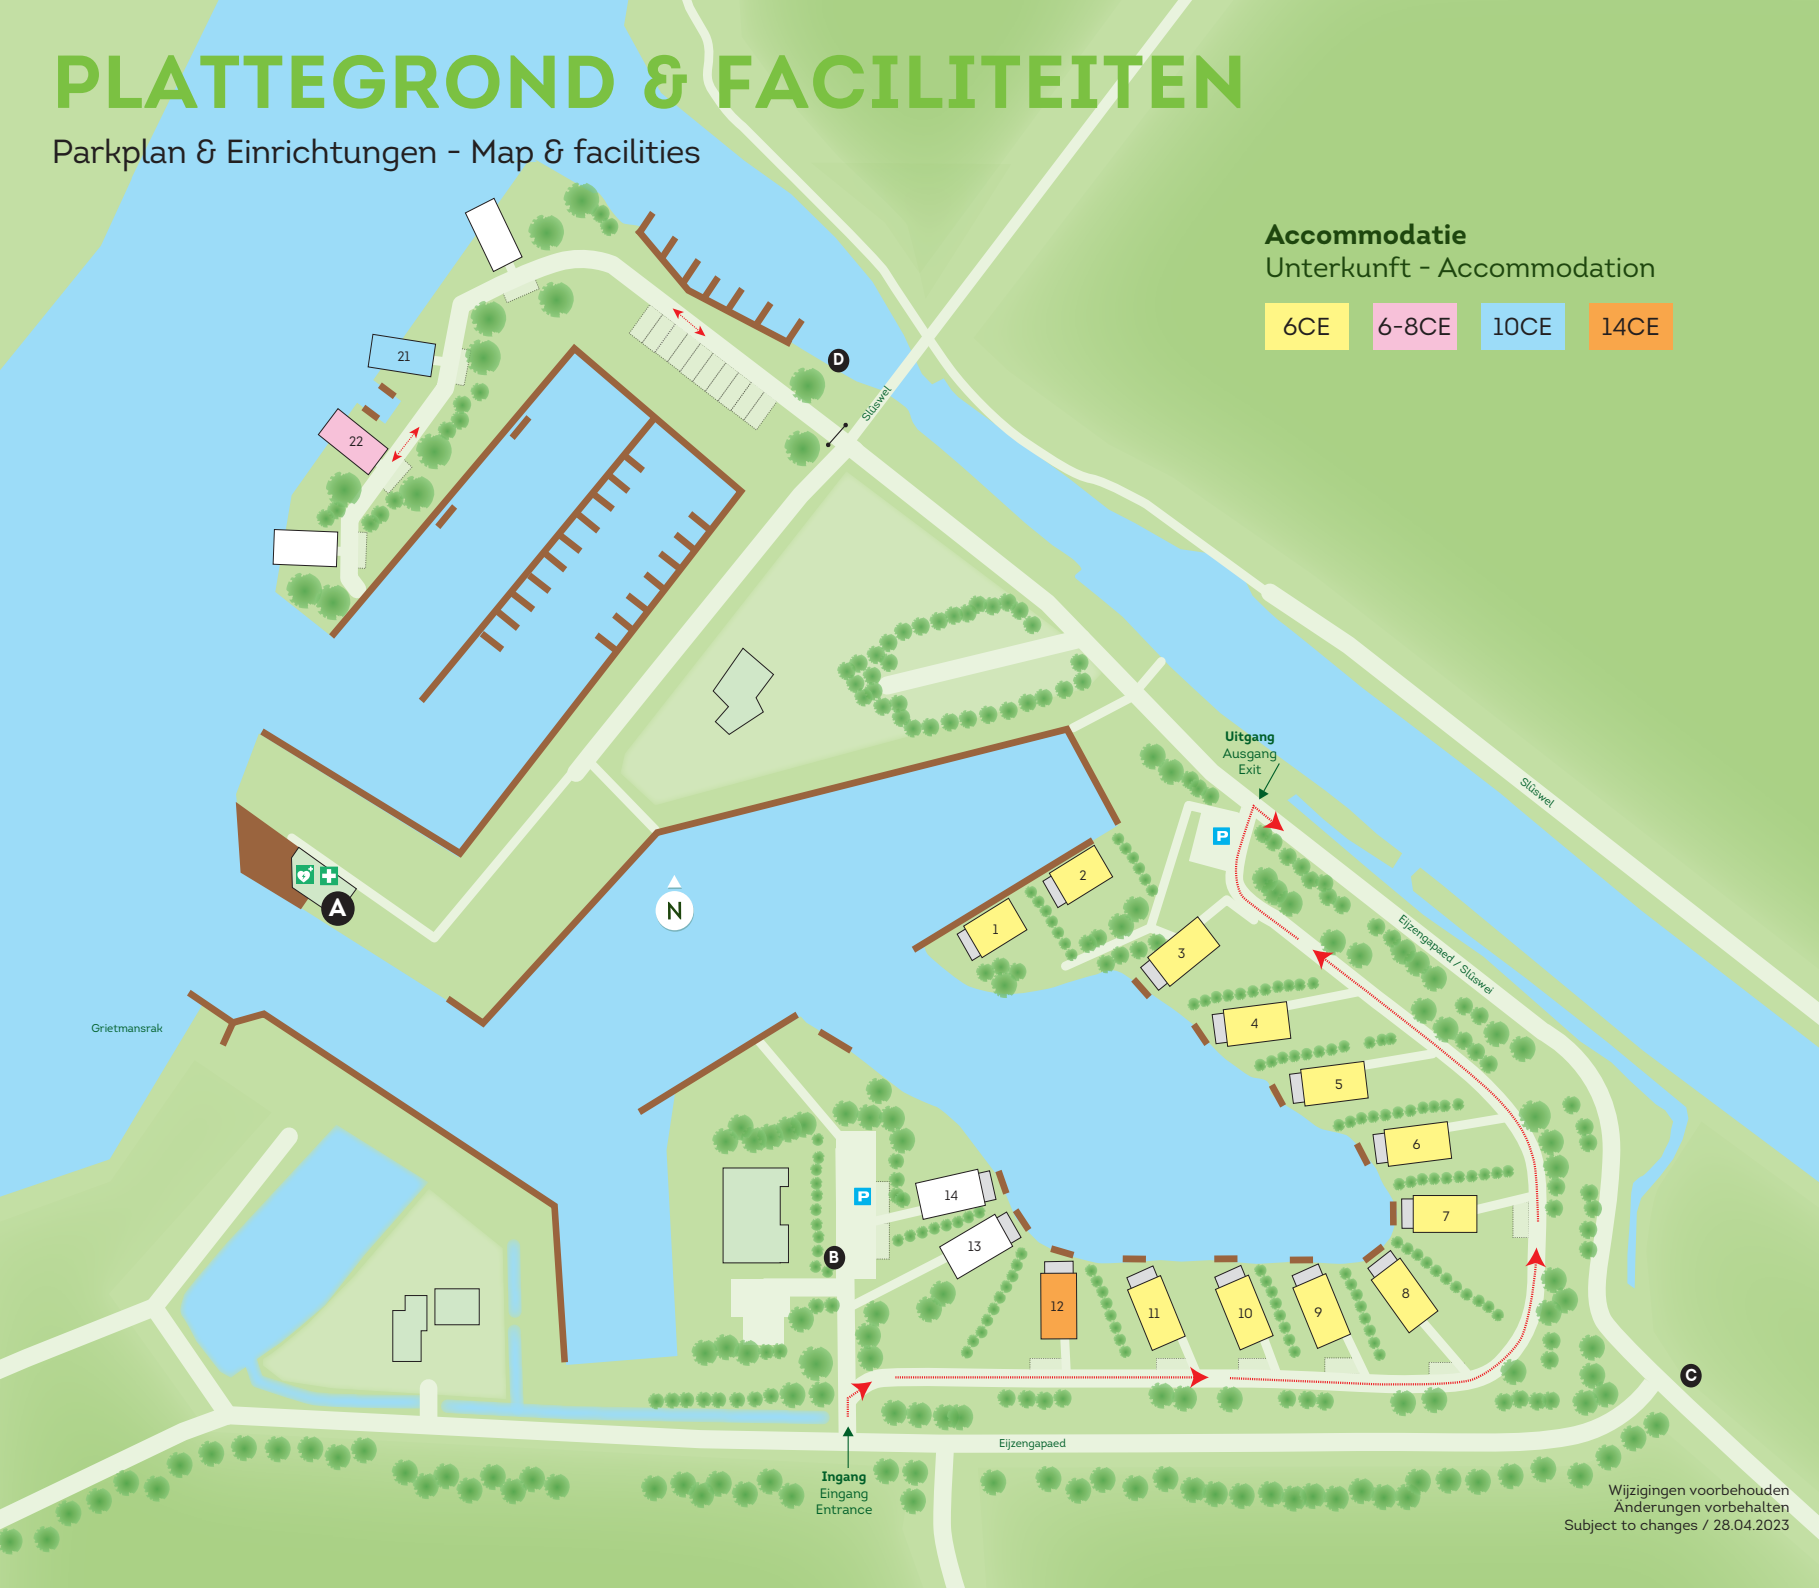 PLATTEGROND & FACILITEITEN
Parkplan & Einrichtungen - Map & facilities
Accommodatie
Unterkunft - Accommodation
6CE
6-8CE
10CE
14CE
21
22
D
Slûswel
Uitgang
Ausgang
Exit
P
Slûswel
A
N
2
1
3
4
5
6
7
8
9
10
11
12
13
14
Eijzengapaed / Slûswei
Grietmansrak
P
B
C
Eijzengapaed
Ingang
Eingang
Entrance
Wijzigingen voorbehouden
Änderungen vorbehalten
Subject to changes / 28.04.2023